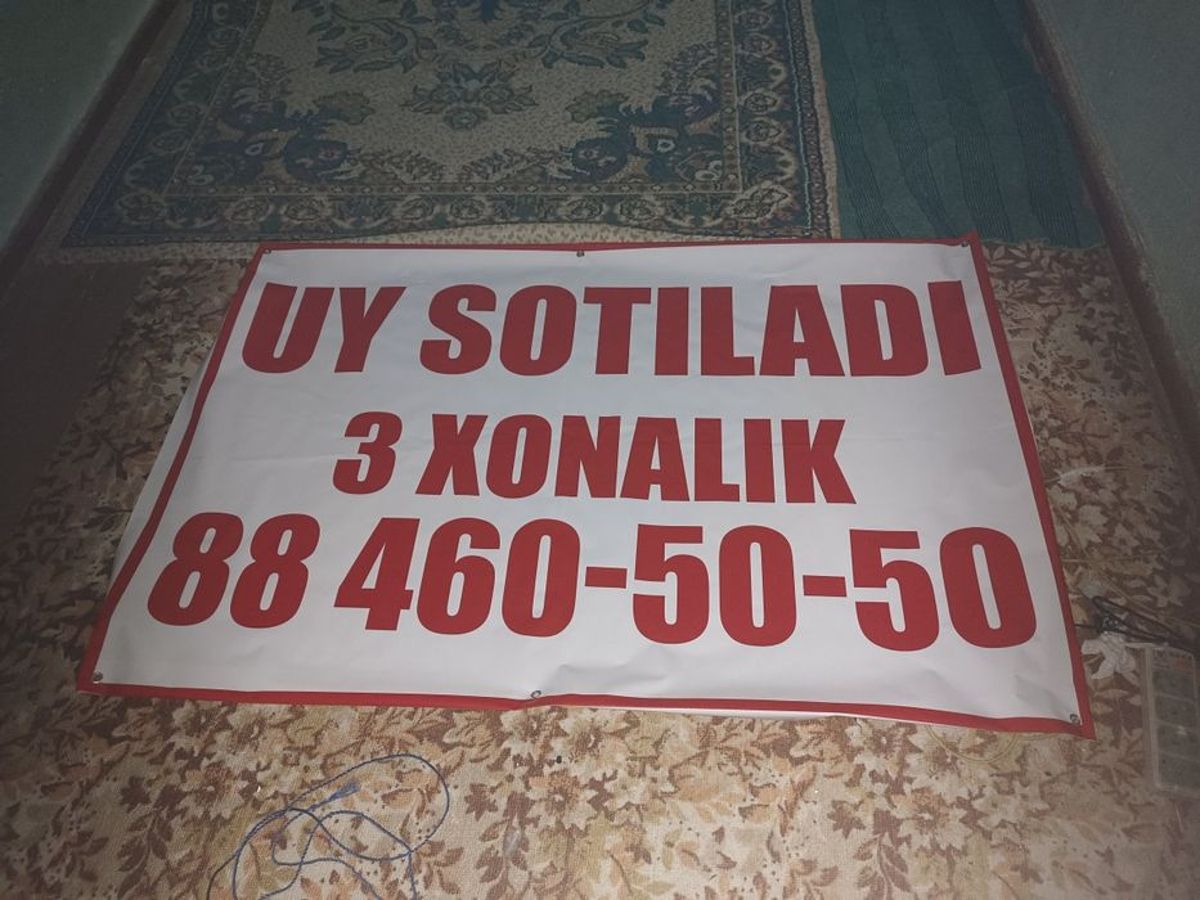 UY SOTILADI
3 XONALIK
88 460-50-50